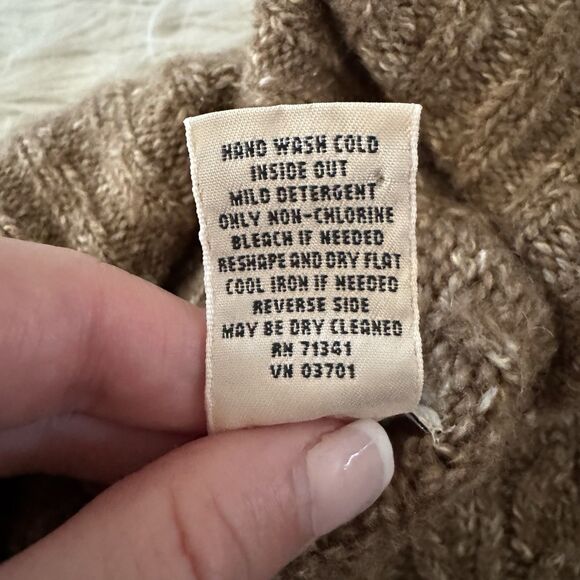 HAND WASH COLD
INSIDE OUT
MILD DETERGENT
ONLY NON-CHLORINE
BLEACH IF NEEDED
RESHAPE AND DRY FLAT
COOL IRON IF NEEDED
REVERSE SIDE
MAY BE DRY CLEANED
RN 71341
VN 03701